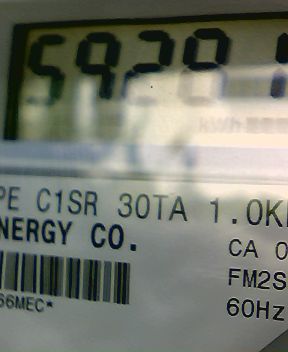 5928
kWh
PE C1SR 30TA 1.0K
NERGY CO.
CA 0
FM2S
66MEC*
60Hz